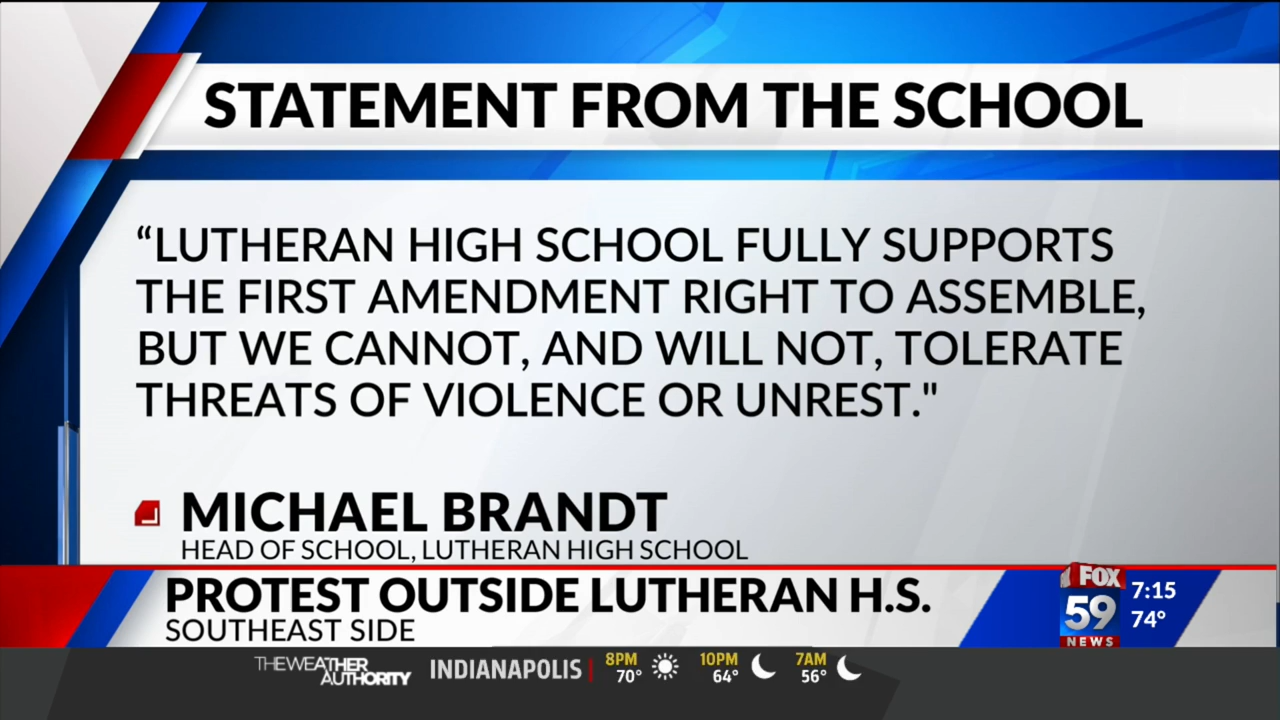 STATEMENT FROM THE SCHOOL
“LUTHERAN HIGH SCHOOL FULLY SUPPORTS
THE FIRST AMENDMENT RIGHT TO ASSEMBLE,
BUT WE CANNOT, AND WILL NOT, TOLERATE
THREATS OF VIOLENCE OR UNREST."
MICHAEL BRANDT
HEAD OF SCHOOL, LUTHERAN HIGH SCHOOL
PROTEST OUTSIDE LUTHERAN H.S.
SOUTHEAST SIDE
FOX
59
NEWS
7:15
74°
THE WEATHER
AUTHORITY
INDIANAPOLIS
8PM
70°
10PM
64°
7AM
56°